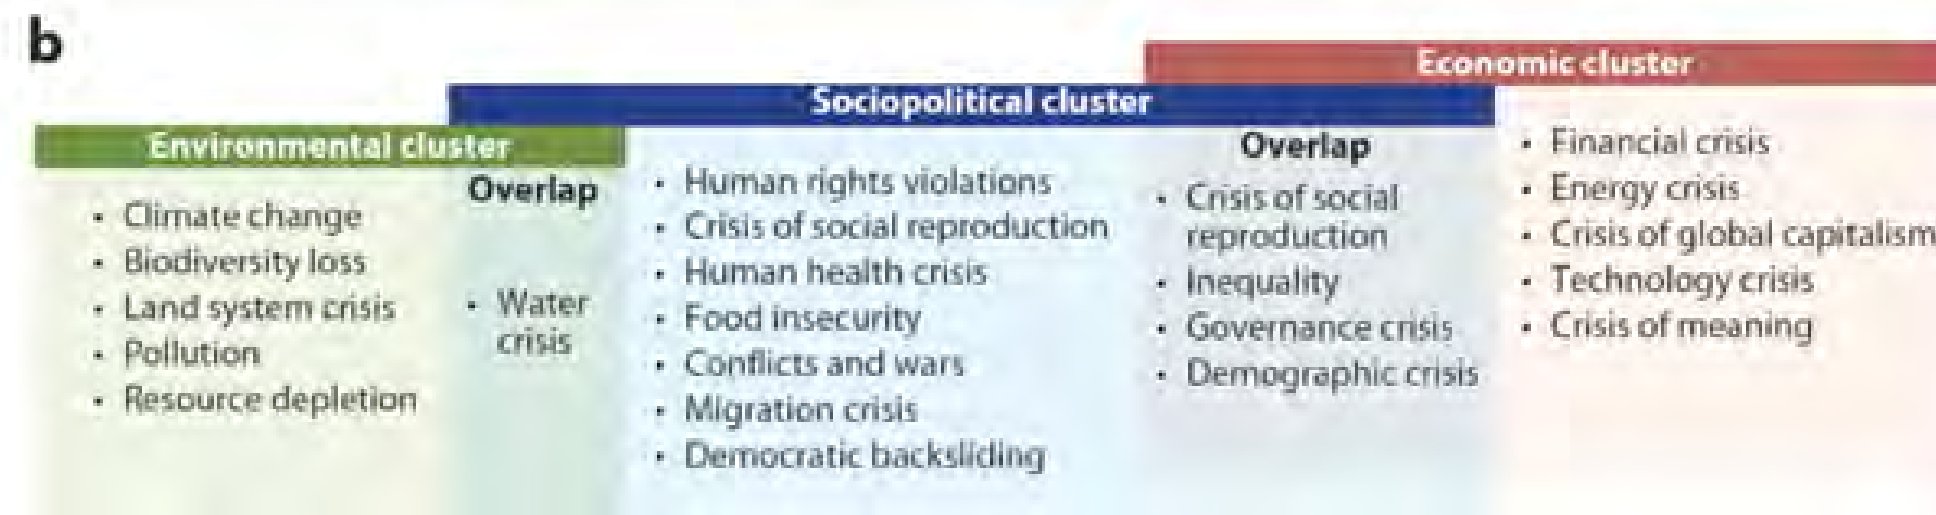 b
Environmental cluster
• Climate change
• Biodiversity loss
• Land system crisis
• Pollution
• Resource depletion
Overlap
• Water
crisis
Sociopolitical cluster
• Human rights violations
• Crisis of social reproduction
• Human health crisis
• Food insecurity
• Conflicts and wars
• Migration crisis
• Democratic backsliding
Overlap
• Crisis of social
reproduction
• Inequality
• Governance crisis
• Demographic crisis
Economic cluster
• Financial crisis
• Energy crisis
• Crisis of global capitalism
• Technology crisis
• Crisis of meaning